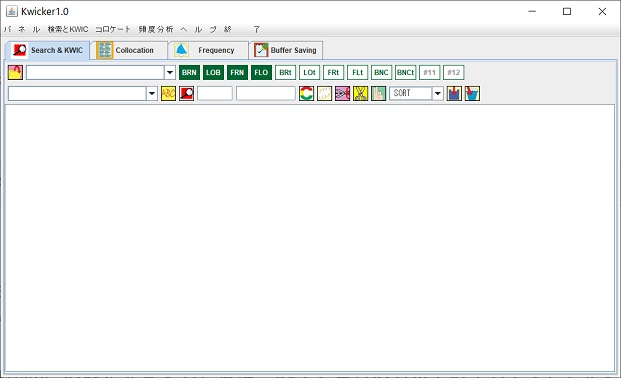 Kwicker1.0
パ ネ ル 検索とKWIC コロケート 頻度分析 ヘ ル プ 終 了
Search & KWIC Collocation Frequency Buffer Saving
BRN LOB FRN FLO BRt LOt FRt FLt BNC BNCt #11 #12
ABC SORT